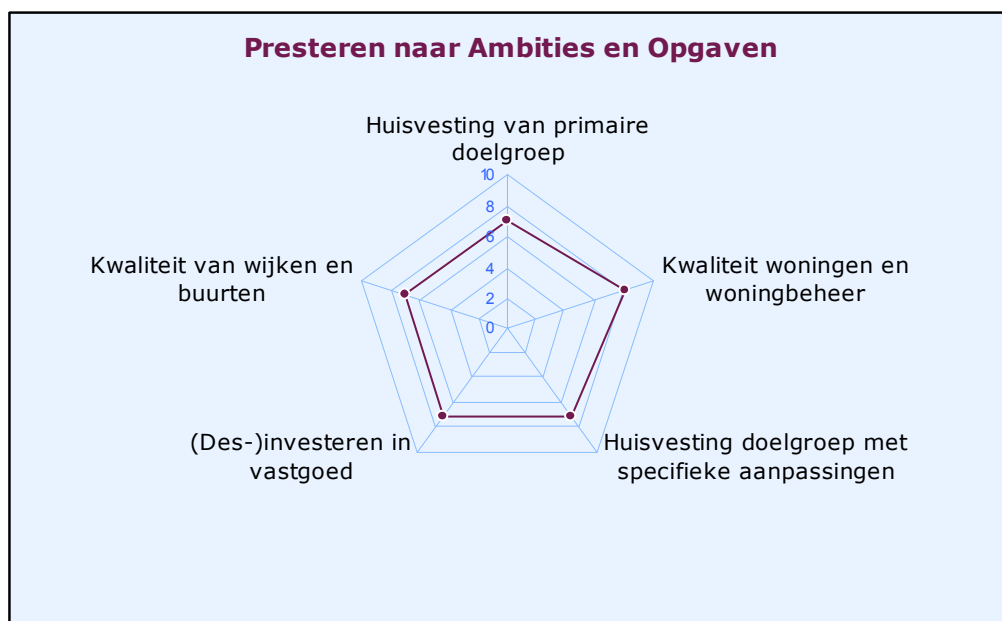 Presteren naar Ambities en Opgaven
Huisvesting van primaire
doelgroep
10
8
6
4
2
0
Kwaliteit van wijken en
buurten
Kwaliteit woningen en
woningbeheer
(Des-)investeren in
vastgoed
Huisvesting doelgroep met
specifieke aanpassingen